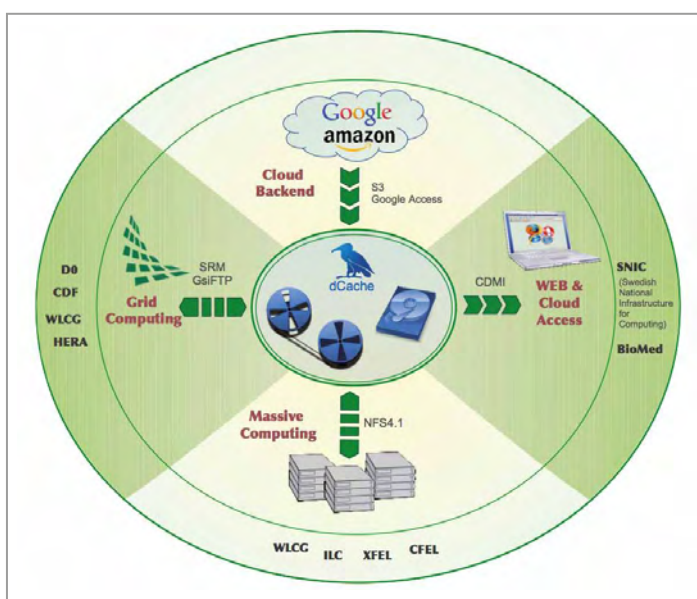 Google
amazon
Cloud
Backend
S3
Google Access
D0
CDF
WLCG
HERA
SRM
GsiFTP
Grid
Computing
dCache
9
CDMI
WEB &
Cloud
Access
SNIC
(Swedish
National
Infrastructure
for
Computing)
BioMed
Massive
Computing
NFS4.1
WLCG
ILC
XFEL
CFEL